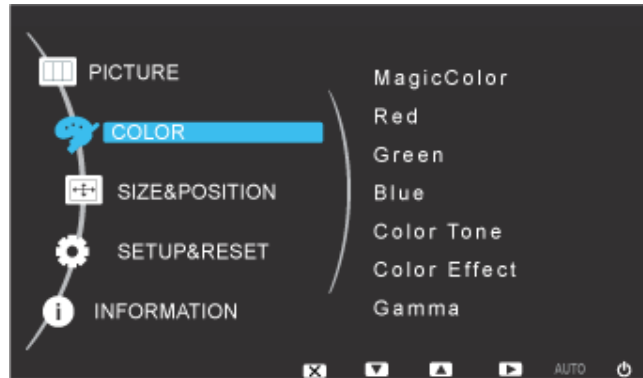 PICTURE
COLOR
SIZE&POSITION
SETUP&RESET
INFORMATION
MagicColor
Red
Green
Blue
Color Tone
Color Effect
Gamma
AUTO